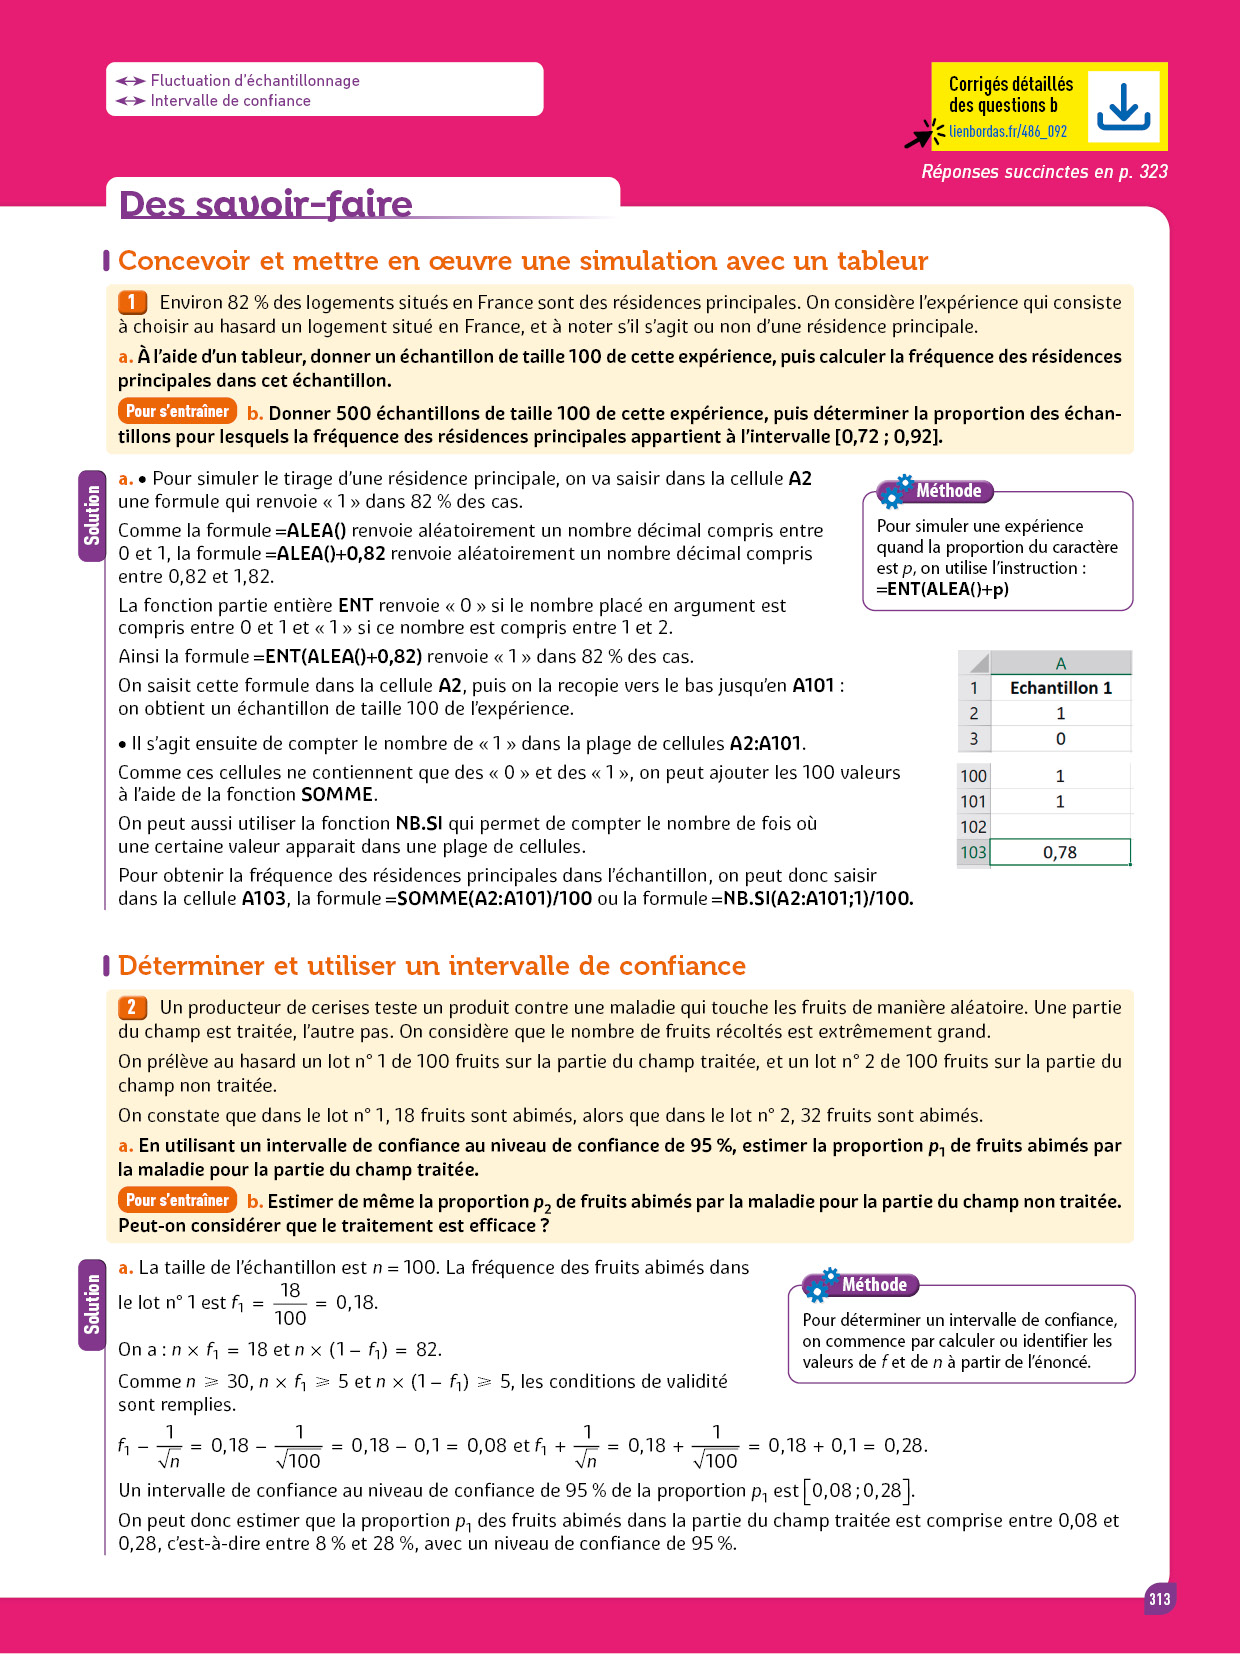 Fluctuation d'échantillonnage
Intervalle de confiance
Corrigés détaillés
des questions b
lienbordas.fr/486_092
Réponses succinctes en p. 323
Des savoir-faire
Concevoir et mettre en œuvre une simulation avec un tableur
1 Environ 82 % des logements situés en France sont des résidences principales. On considère l'expérience qui consiste
à choisir au hasard un logement situé en France, et à noter s'il s'agit ou non d'une résidence principale.
a. À l'aide d'un tableur, donner un échantillon de taille 100 de cette expérience, puis calculer la fréquence des résidences
principales dans cet échantillon.
Pour s'entraîner b. Donner 500 échantillons de taille 100 de cette expérience, puis déterminer la proportion des échan-
tillons pour lesquels la fréquence des résidences principales appartient à l'intervalle [0,72 ; 0,92].
Solution
a. • Pour simuler le tirage d'une résidence principale, on va saisir dans la cellule A2
une formule qui renvoie « 1 » dans 82 % des cas.
Comme la formule =ALEA() renvoie aléatoirement un nombre décimal compris entre
0 et 1, la formule =ALEA()+0,82 renvoie aléatoirement un nombre décimal compris
entre 0,82 et 1,82.
La fonction partie entière ENT renvoie « 0 » si le nombre placé en argument est
compris entre 0 et 1 et « 1 » si ce nombre est compris entre 1 et 2.
Ainsi la formule =ENT(ALEA()+0,82) renvoie « 1 » dans 82 % des cas.
On saisit cette formule dans la cellule A2, puis on la recopie vers le bas jusqu'en A101 :
on obtient un échantillon de taille 100 de l'expérience.
• Il s'agit ensuite de compter le nombre de « 1 » dans la plage de cellules A2:A101.
Comme ces cellules ne contiennent que des « 0 » et des « 1 », on peut ajouter les 100 valeurs
à l'aide de la fonction SOMME.
On peut aussi utiliser la fonction NB.SI qui permet de compter le nombre de fois où
une certaine valeur apparait dans une plage de cellules.
Pour obtenir la fréquence des résidences principales dans l'échantillon, on peut donc saisir
dans la cellule A103, la formule =SOMME(A2:A101)/100 ou la formule =NB.SI(A2:A101;1)/100.
Méthode
Pour simuler une expérience
quand la proportion du caractère
est p, on utilise l'instruction :
=ENT(ALEA()+p)
A
1 Echantillon 1
2 1
3 0
100 1
101 1
102
103 0,78
Déterminer et utiliser un intervalle de confiance
2 Un producteur de cerises teste un produit contre une maladie qui touche les fruits de manière aléatoire. Une partie
du champ est traitée, l'autre pas. On considère que le nombre de fruits récoltés est extrêmement grand.
On prélève au hasard un lot n° 1 de 100 fruits sur la partie du champ traitée, et un lot n° 2 de 100 fruits sur la partie du
champ non traitée.
On constate que dans le lot n° 1, 18 fruits sont abimés, alors que dans le lot n° 2, 32 fruits sont abimés.
a. En utilisant un intervalle de confiance au niveau de confiance de 95 %, estimer la proportion p₁ de fruits abimés par
la maladie pour la partie du champ traitée.
Pour s'entraîner b. Estimer de même la proportion p₂ de fruits abimés par la maladie pour la partie du champ non traitée.
Peut-on considérer que le traitement est efficace ?
Solution
a. La taille de l'échantillon est n = 100. La fréquence des fruits abimés dans
le lot n° 1 est f₁ = 18/100 = 0,18.
On a : n × f₁ = 18 et n × (1 – f₁) = 82.
Comme n ⩾ 30, n × f₁ ⩾ 5 et n × (1 – f₁) ⩾ 5, les conditions de validité
sont remplies.
f₁ – 1/√n = 0,18 – 1/√100 = 0,18 – 0,1 = 0,08 et f₁ + 1/√n = 0,18 + 1/√100 = 0,18 + 0,1 = 0,28.
Un intervalle de confiance au niveau de confiance de 95 % de la proportion p₁ est [0,08 ; 0,28].
On peut donc estimer que la proportion p₁ des fruits abimés dans la partie du champ traitée est comprise entre 0,08 et
0,28, c'est-à-dire entre 8 % et 28 %, avec un niveau de confiance de 95 %.
Méthode
Pour déterminer un intervalle de confiance,
on commence par calculer ou identifier les
valeurs de f et de n à partir de l'énoncé.
313